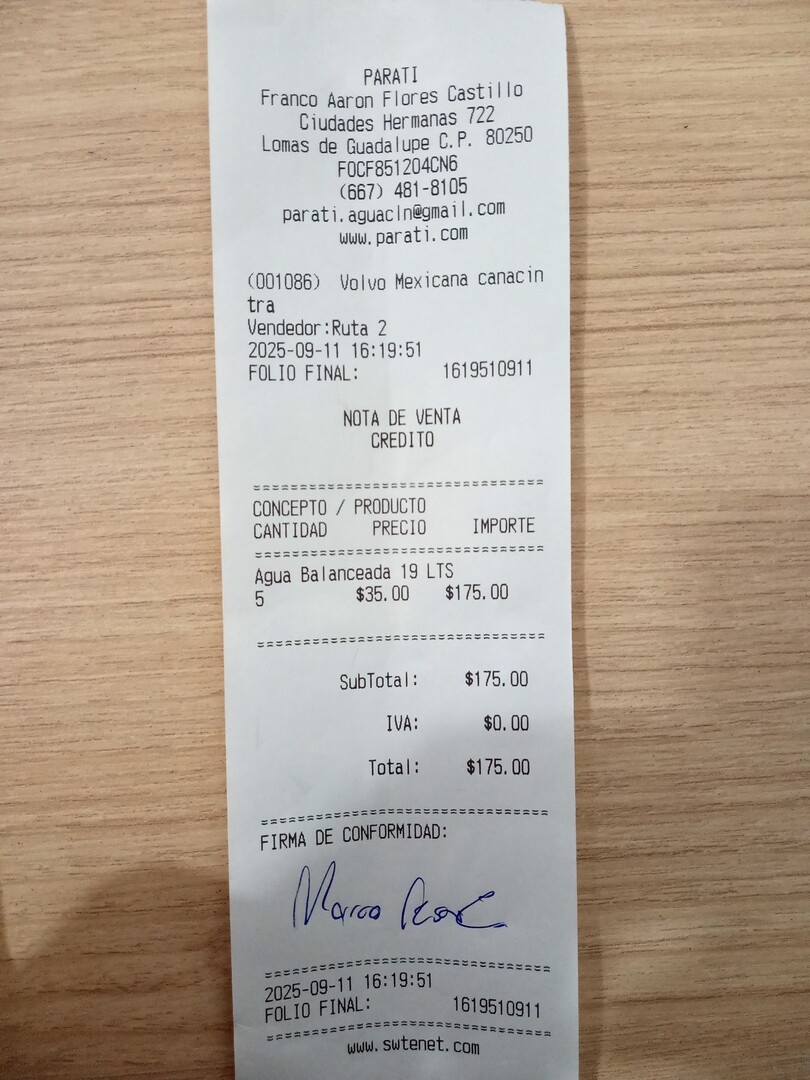 PARATI
Franco Aaron Flores Castillo
Ciudades Hermanas 722
Lomas de Guadalupe C.P. 80250
FOCF851204CN6
(667) 481-8105
parati.aguacln@gmail.com
www.parati.com
(001086) Volvo Mexicana canacin
tra
Vendedor:Ruta 2
2025-09-11 16:19:51
FOLIO FINAL: 1619510911
NOTA DE VENTA
CREDITO
==============================
CONCEPTO / PRODUCTO
CANTIDAD PRECIO IMPORTE
==============================
Agua Balanceada 19 LTS
5 $35.00 $175.00
==============================
SubTotal: $175.00
IVA: $0.00
Total: $175.00
==============================
FIRMA DE CONFORMIDAD:
Marco
==============================
2025-09-11 16:19:51
FOLIO FINAL: 1619510911
==============================
www.swtenet.com